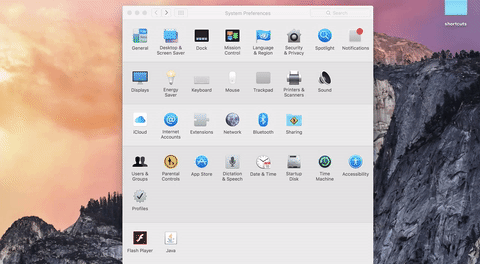 System Preferences
Search
shortcuts
General
Desktop &
Screen Saver
Dock
Mission
Control
Language
& Region
Security
& Privacy
Spotlight
Notifications
Displays
Energy
Saver
Keyboard
Mouse
Trackpad
Printers &
Scanners
Sound
iCloud
Internet
Accounts
Extensions
Network
Bluetooth
Sharing
Users &
Groups
Parental
Controls
App Store
Dictation
& Speech
Date & Time
Startup
Disk
Time
Machine
Accessibility
Profiles
Flash Player
Java